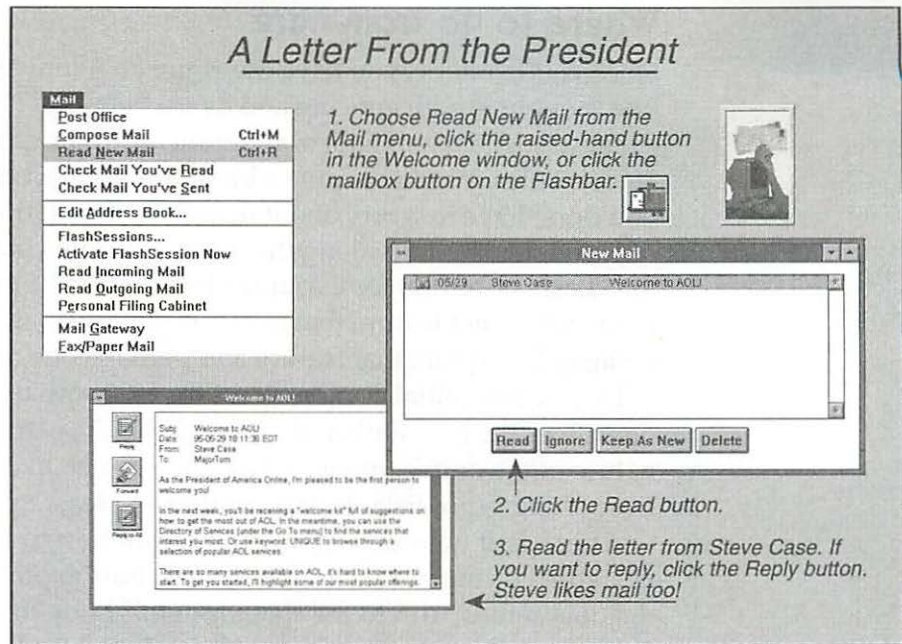 A Letter From the President
Mail
Post Office
Compose Mail Ctrl+M
Read New Mail Ctrl+R
Check Mail You've Read
Check Mail You've Sent
Edit Address Book...
FlashSessions...
Activate FlashSession Now
Read Incoming Mail
Read Outgoing Mail
Personal Filing Cabinet
Mail Gateway
Fax/Paper Mail
1. Choose Read New Mail from the
Mail menu, click the raised-hand button
in the Welcome window, or click the
mailbox button on the Flashbar.
New Mail
05/29 Steve Case Welcome to AOL!
Read Ignore Keep As New Delete
2. Click the Read button.
3. Read the letter from Steve Case. If
you want to reply, click the Reply button.
Steve likes mail too!
Welcome to AOL!
Reply
Forward
Reply to All
Subj: Welcome to AOL!
Date: 95-05-29 18:11:36 EDT
From: Steve Case
To: MajorTom
As the President of America Online, I'm pleased to be the first person to
welcome you!
In the next week, you'll be receiving a "welcome kit" full of suggestions on
how to get the most out of AOL. In the meantime, you can use the
Directory of Services (under the Go To menu) to find the services that
interest you most. Or use keyword: UNIQUE to browse through a
selection of popular AOL services.
There are so many services available on AOL, it's hard to know where to
start. To get you started, I'll highlight some of our most popular offerings.